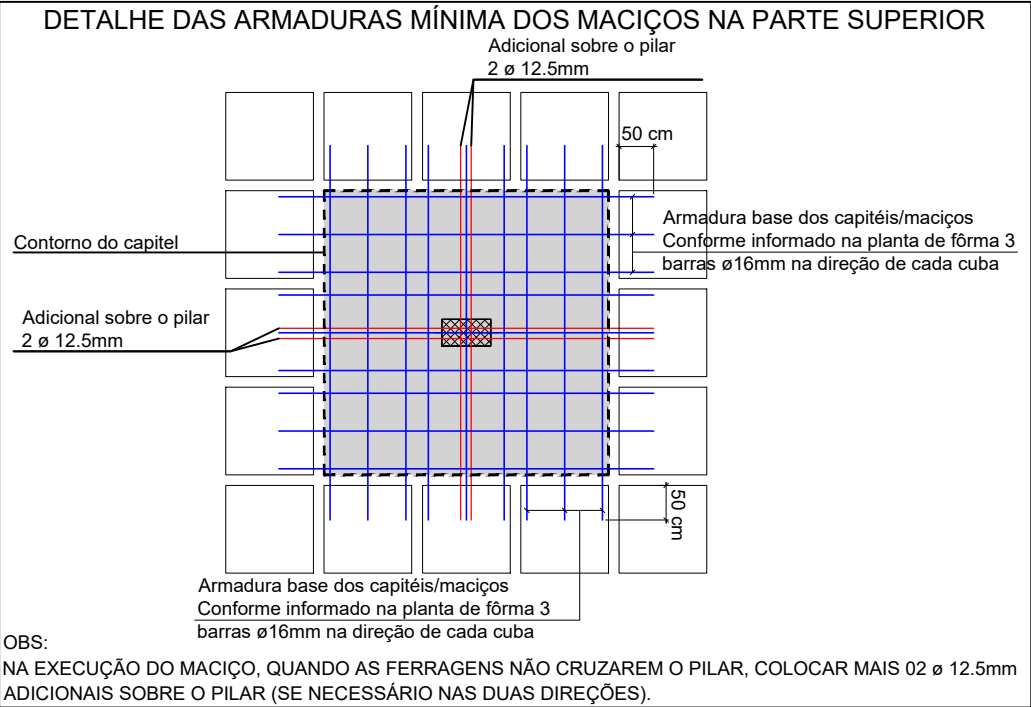 DETALHE DAS ARMADURAS MÍNIMA DOS MACIÇOS NA PARTE SUPERIOR
Adicional sobre o pilar
2 ø 12.5mm
50 cm
Armadura base dos capitéis/maciços
Conforme informado na planta de fôrma 3
barras ø16mm na direção de cada cuba
Contorno do capitel
Adicional sobre o pilar
2 ø 12.5mm
50 cm
Armadura base dos capitéis/maciços
Conforme informado na planta de fôrma 3
barras ø16mm na direção de cada cuba
OBS:
NA EXECUÇÃO DO MACIÇO, QUANDO AS FERRAGENS NÃO CRUZAREM O PILAR, COLOCAR MAIS 02 ø 12.5mm
ADICIONAIS SOBRE O PILAR (SE NECESSÁRIO NAS DUAS DIREÇÕES).